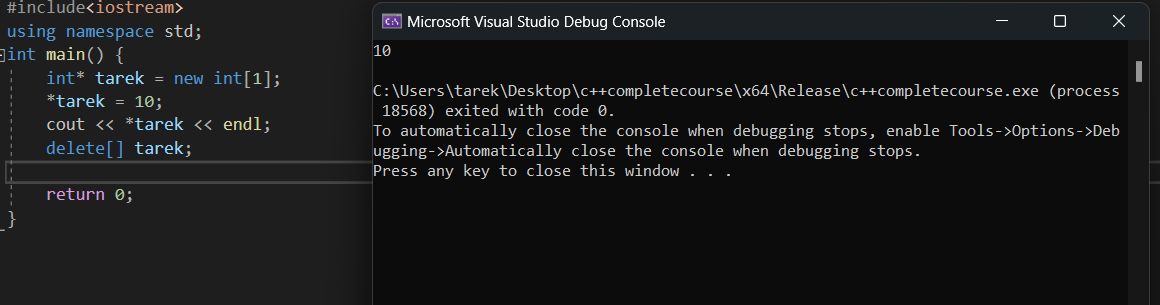 #include<iostream>
using namespace std;
int main() {
int* tarek = new int[1];
*tarek = 10;
cout << *tarek << endl;
delete[] tarek;
return 0;
}
Microsoft Visual Studio Debug Console
10
C:\Users\tarek\Desktop\c++completecourse\x64\Release\c++completecourse.exe (process
18568) exited with code 0.
To automatically close the console when debugging stops, enable Tools->Options->Deb
ugging->Automatically close the console when debugging stops.
Press any key to close this window . . .